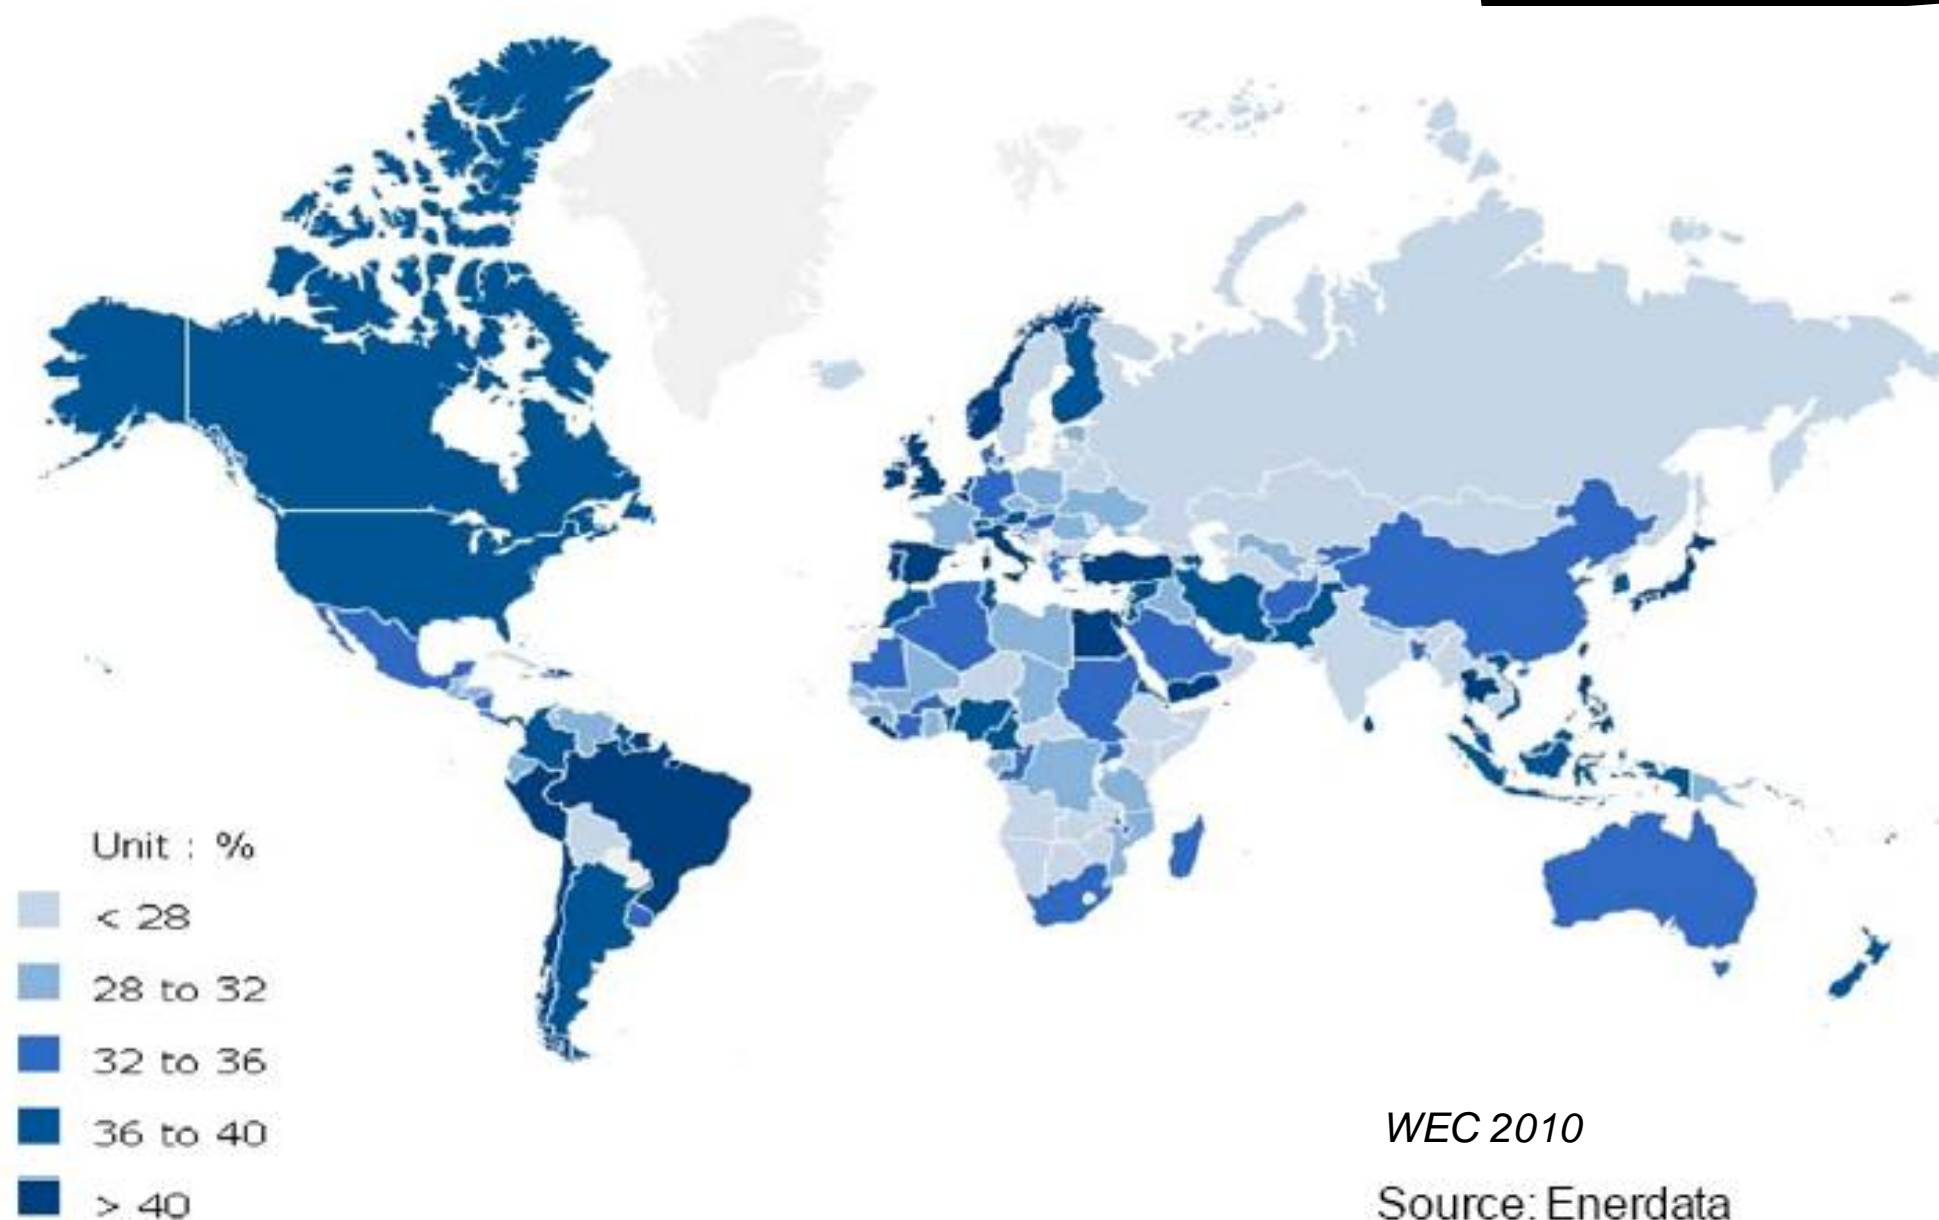 Unit : %
< 28
28 to 32
32 to 36
36 to 40
> 40
WEC 2010
Source: Enerdata